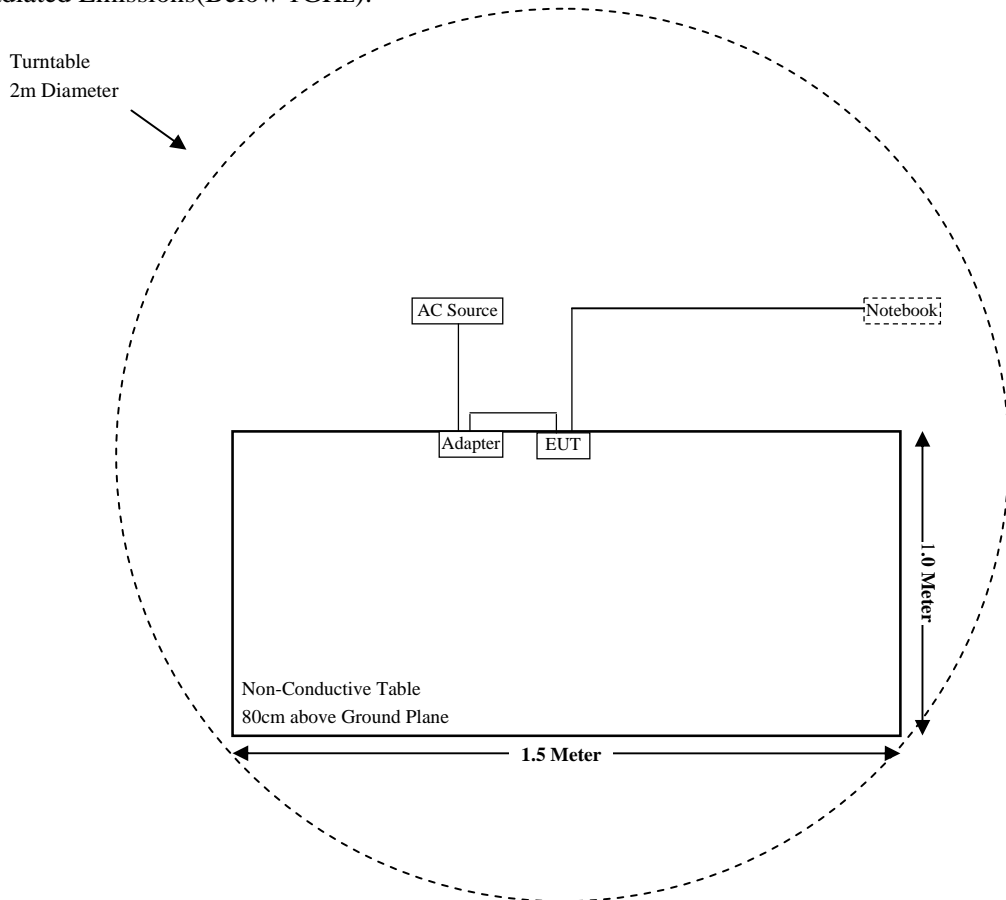 Emissions(Below 1GHz):
Turntable
2m Diameter
AC Source
Notebook
Adapter
EUT
1.0 Meter
Non-Conductive Table
80cm above Ground Plane
1.5 Meter